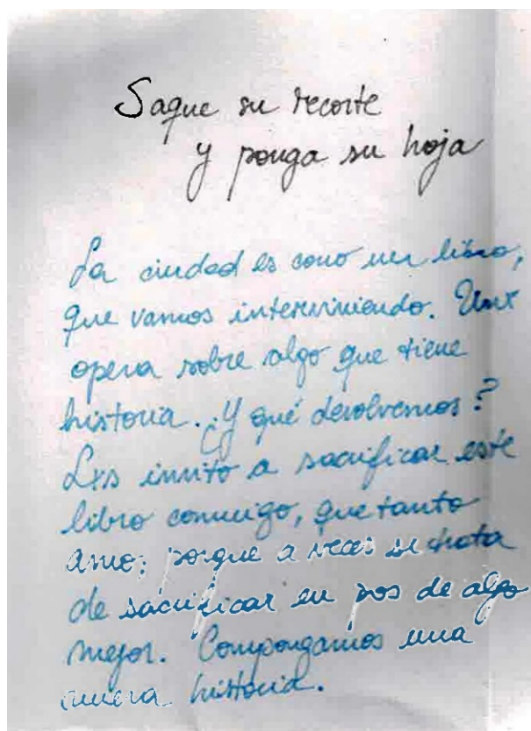 Saque su recorte
y ponga su hoja
La ciudad es como un libro,
que vamos interviniendo. Unx
opera sobre algo que tiene
historia. ¿Y qué devolvemos?
Lxs invito a sacrificar este
libro conmigo, que tanto
amo; porque a veces se trata
de sacrificar en pos de algo
mejor. Compongamos una
nueva historia.